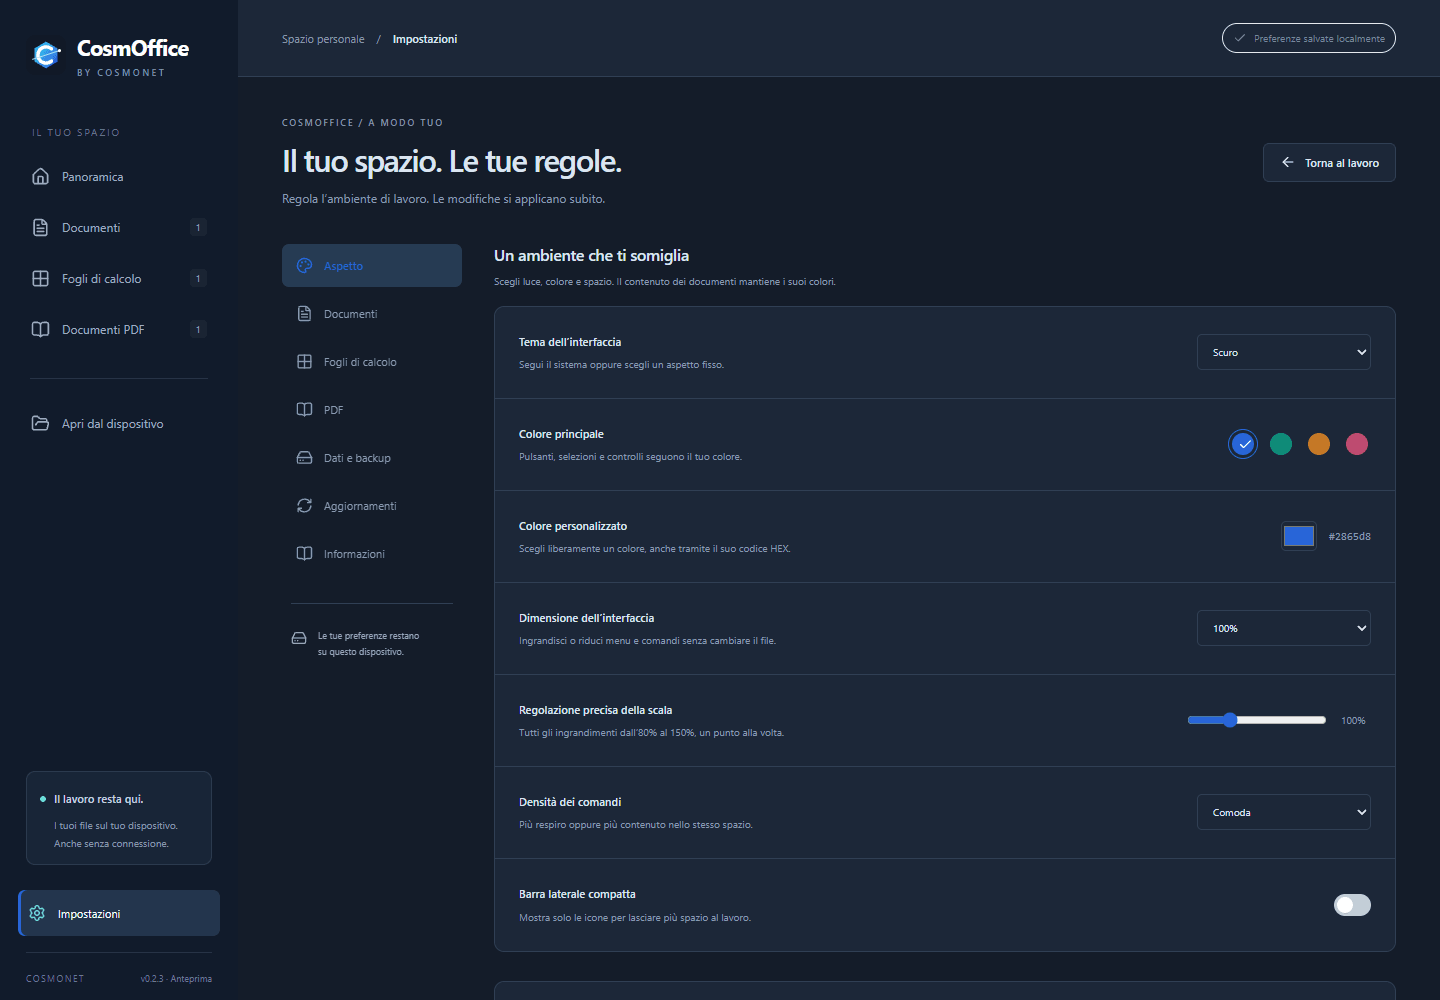 CosmOffice
BY COSMONET
IL TUO SPAZIO
Panoramica
Documenti 1
Fogli di calcolo 1
Documenti PDF 1
Apri dal dispositivo
Il lavoro resta qui.
I tuoi file sul tuo dispositivo.
Anche senza connessione.
Impostazioni
COSMONET v0.2.3 · Anteprima
Spazio personale / Impostazioni
Preferenze salvate localmente
COSMOFFICE / A MODO TUO
Il tuo spazio. Le tue regole.
Regola l’ambiente di lavoro. Le modifiche si applicano subito.
Torna al lavoro
Aspetto
Documenti
Fogli di calcolo
PDF
Dati e backup
Aggiornamenti
Informazioni
Le tue preferenze restano
su questo dispositivo.
Un ambiente che ti somiglia
Scegli luce, colore e spazio. Il contenuto dei documenti mantiene i suoi colori.
Tema dell’interfaccia
Segui il sistema oppure scegli un aspetto fisso.
Scuro
Colore principale
Pulsanti, selezioni e controlli seguono il tuo colore.
Colore personalizzato
Scegli liberamente un colore, anche tramite il suo codice HEX.
#2865d8
Dimensione dell’interfaccia
Ingrandisci o riduci menu e comandi senza cambiare il file.
100%
Regolazione precisa della scala
Tutti gli ingrandimenti dall’80% al 150%, un punto alla volta.
100%
Densità dei comandi
Più respiro oppure più contenuto nello stesso spazio.
Comoda
Barra laterale compatta
Mostra solo le icone per lasciare più spazio al lavoro.